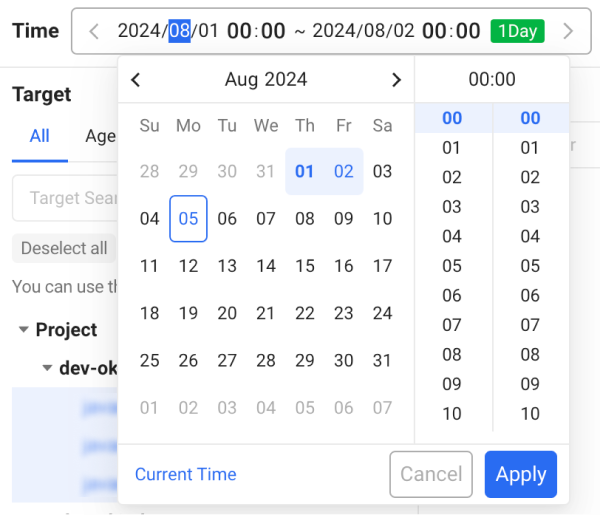 Time 2024/08/01 00:00 ~ 2024/08/02 00:00 1Day
Aug 2024 00:00
Target
Su Mo Tu We Th Fr Sa
00 00
All Age
01 01
28 29 30 31 01 02 03
02 02
Target Sear
03 03
04 05 06 07 08 09 10
04 04
Deselect all
11 12 13 14 15 16 17
05 05
You can use th
06 06
18 19 20 21 22 23 24
Project
07 07
25 26 27 28 29 30 31
08 08
dev-ok
09 09
01 02 03 04 05 06 07
10 10
Current Time Cancel Apply